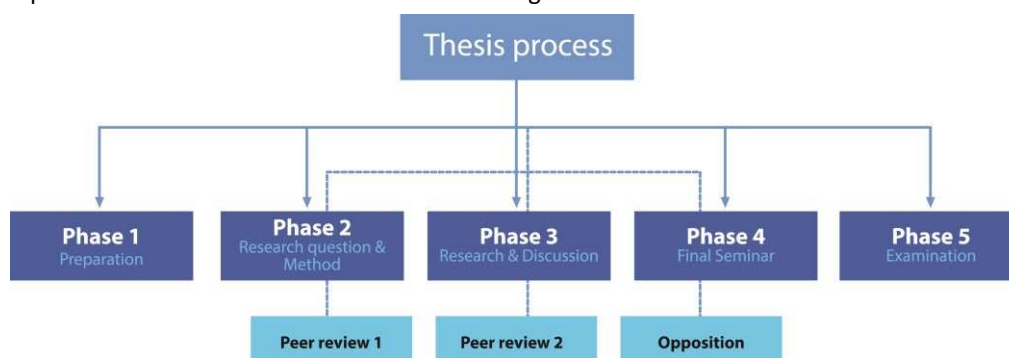 Thesis process
Phase 1
Preparation
Phase 2
Research question &
Method
Phase 3
Research & Discussion
Phase 4
Final Seminar
Phase 5
Examination
Peer review 1
Peer review 2
Opposition